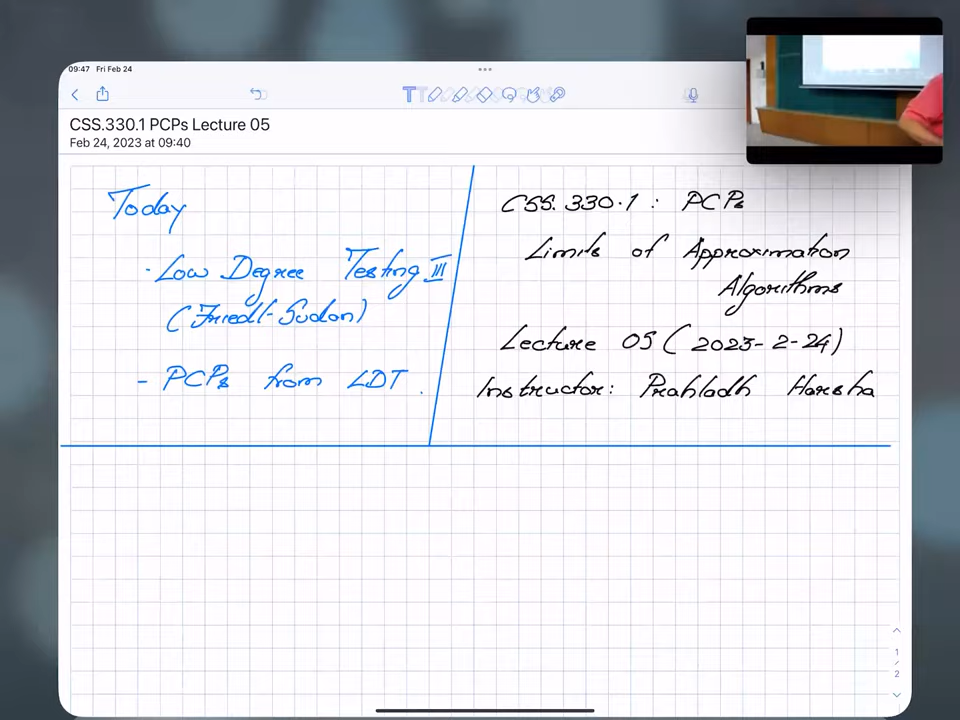 09:47 Fri Feb 24
CSS.330.1 PCPs Lecture 05
Feb 24, 2023 at 09:40
Today
· Low Degree Testing III
(Friedl-Sudan)
- PCPs from LDT.
CSS.330.1 : PCPs
Limits of Approximation
Algorithms
Lecture 05 (2023-2-24)
Instructor: Prahladh Harsha
1
/
2